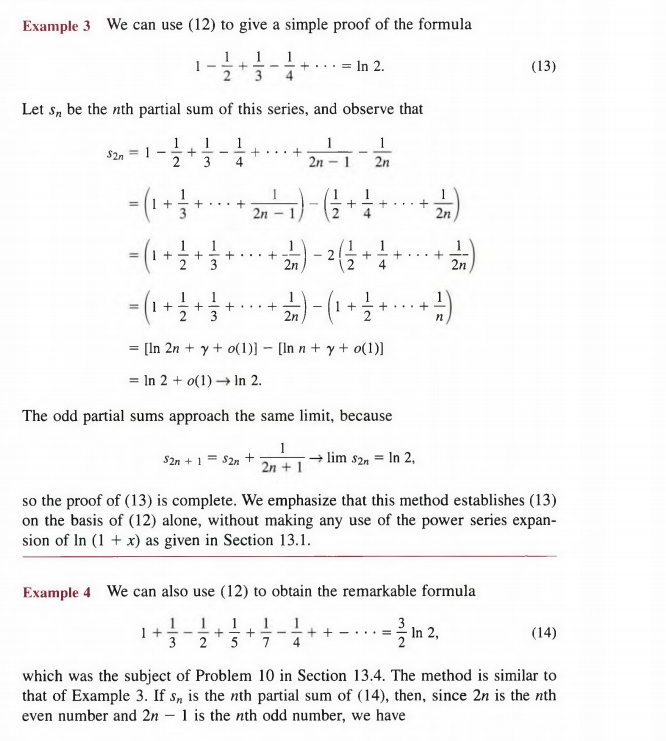 Example 3 We can use (12) to give a simple proof of the formula
1 − 1/2 + 1/3 − 1/4 + · · · = ln 2. (13)
Let sₙ be the nth partial sum of this series, and observe that
s₂ₙ = 1 − 1/2 + 1/3 − 1/4 + · · · + 1/(2n − 1) − 1/2n
= (1 + 1/3 + · · · + 1/(2n − 1)) − (1/2 + 1/4 + · · · + 1/2n)
= (1 + 1/2 + 1/3 + · · · + 1/2n) − 2(1/2 + 1/4 + · · · + 1/2n)
= (1 + 1/2 + 1/3 + · · · + 1/2n) − (1 + 1/2 + · · · + 1/n)
= [ln 2n + γ + o(1)] − [ln n + γ + o(1)]
= ln 2 + o(1) → ln 2.
The odd partial sums approach the same limit, because
s₂ₙ ₊ ₁ = s₂ₙ + 1/(2n + 1) → lim s₂ₙ = ln 2,
so the proof of (13) is complete. We emphasize that this method establishes (13)
on the basis of (12) alone, without making any use of the power series expan-
sion of ln (1 + x) as given in Section 13.1.
Example 4 We can also use (12) to obtain the remarkable formula
1 + 1/3 − 1/2 + 1/5 + 1/7 − 1/4 + + − · · · = 3/2 ln 2, (14)
which was the subject of Problem 10 in Section 13.4. The method is similar to
that of Example 3. If sₙ is the nth partial sum of (14), then, since 2n is the nth
even number and 2n − 1 is the nth odd number, we have